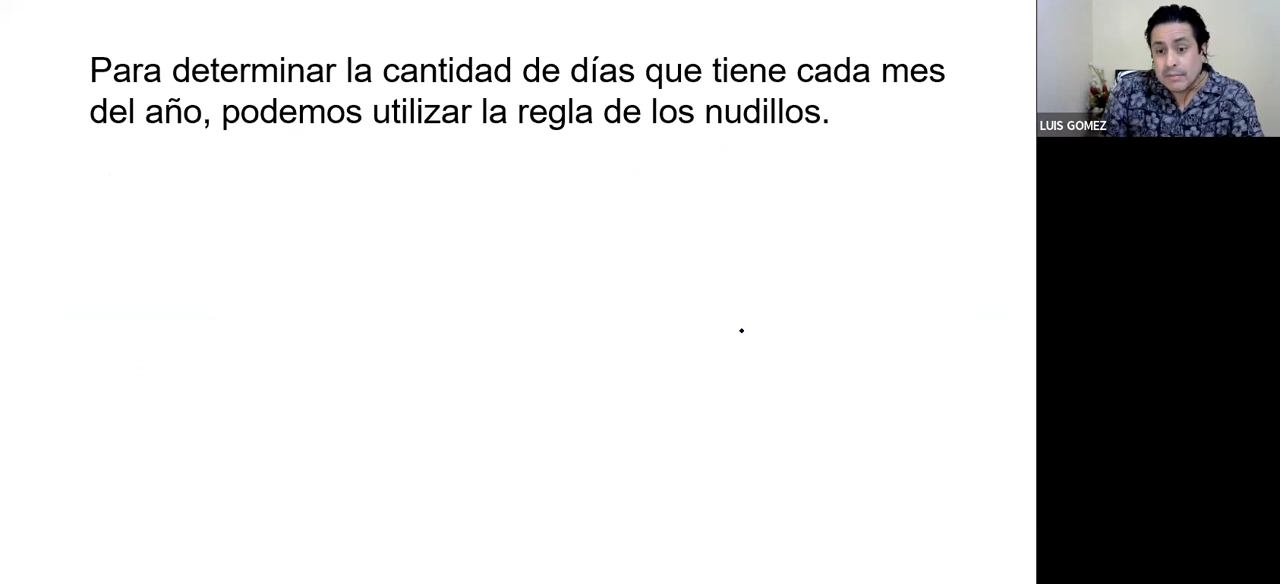 Para determinar la cantidad de días que tiene cada mes
del año, podemos utilizar la regla de los nudillos.
LUIS GOMEZ